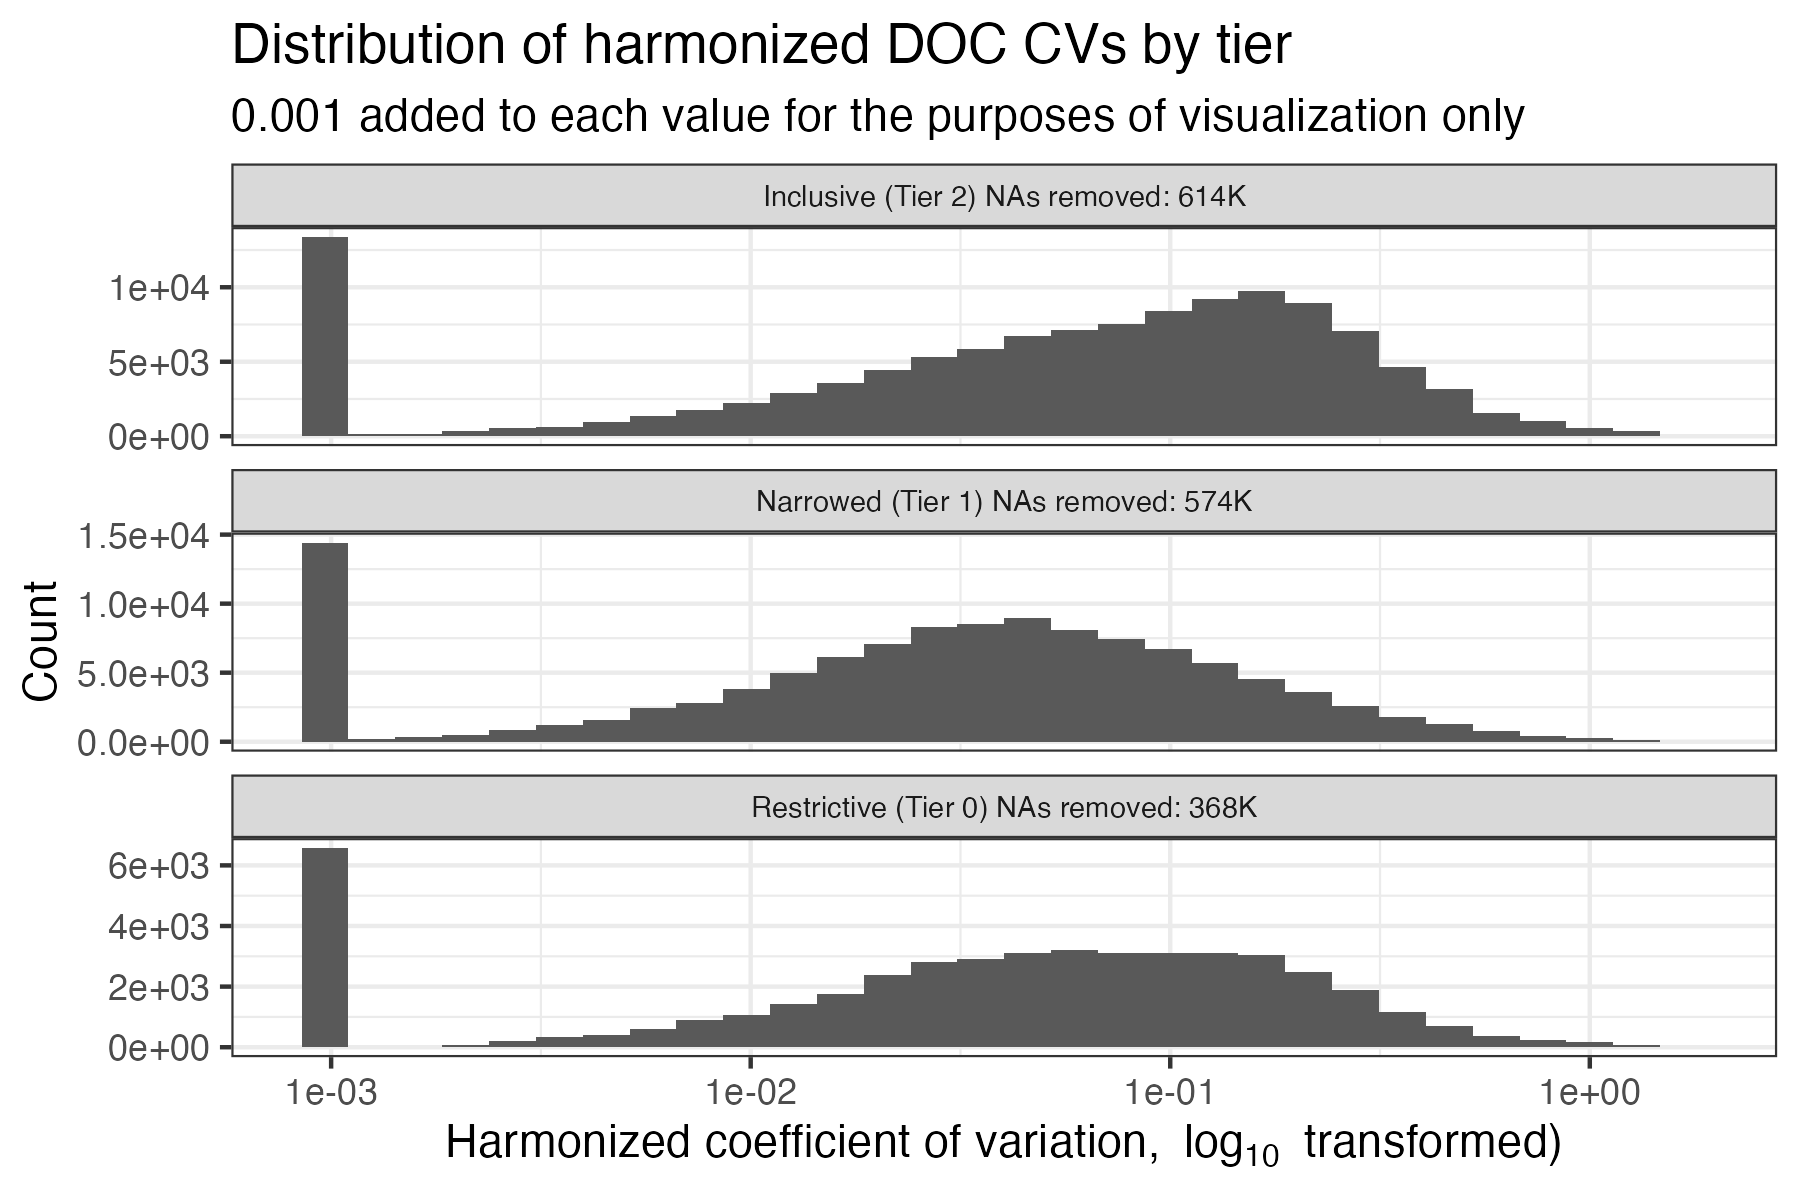 Distribution of harmonized DOC CVs by tier
0.001 added to each value for the purposes of visualization only
Inclusive (Tier 2) NAs removed: 614K
1e+04
5e+03
0e+00
Narrowed (Tier 1) NAs removed: 574K
1.5e+04
1.0e+04
5.0e+03
0.0e+00
Count
Restrictive (Tier 0) NAs removed: 368K
6e+03
4e+03
2e+03
0e+00
1e-03 1e-02 1e-01 1e+00
Harmonized coefficient of variation, log₁₀ transformed)